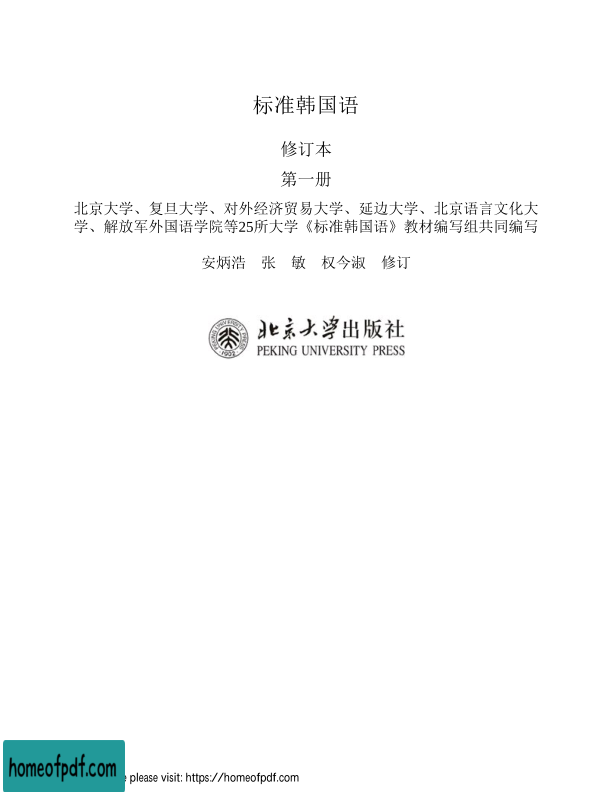 标准韩国语
修订本
第一册
北京大学、复旦大学、对外经济贸易大学、延边大学、北京语言文化大
学、解放军外国语学院等25所大学《标准韩国语》教材编写组共同编写
安炳浩 张 敏 权今淑 修订
北京大学出版社
PEKING UNIVERSITY PRESS
PEKING UNIVERSITY PRESS
1902
homeofpdf.com
e please visit: https://homeofpdf.com